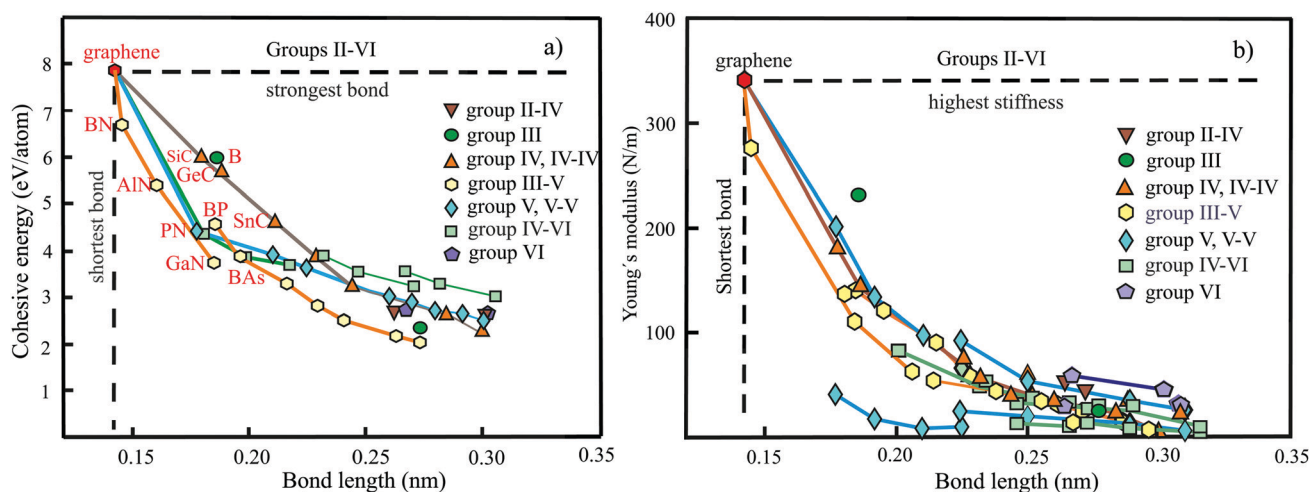 Groups II-VI
a)
graphene
strongest bond
shortest bond
BN
AlN
PN
GaN
SiC
GeC
B
BP
SnC
BAs
group II-IV
group III
group IV, IV-IV
group III-V
group V, V-V
group IV-VI
group VI
Cohesive energy (eV/atom)
8
7
6
5
4
3
2
1
0.15
0.20
0.25
0.30
0.35
Bond length (nm)
Groups II-VI
b)
graphene
highest stiffness
Shortest bond
group II-IV
group III
group IV, IV-IV
group III-V
group V, V-V
group IV-VI
group VI
Young′s modulus (N/m)
400
300
200
100
0.15
0.20
0.25
0.30
0.35
Bond length (nm)